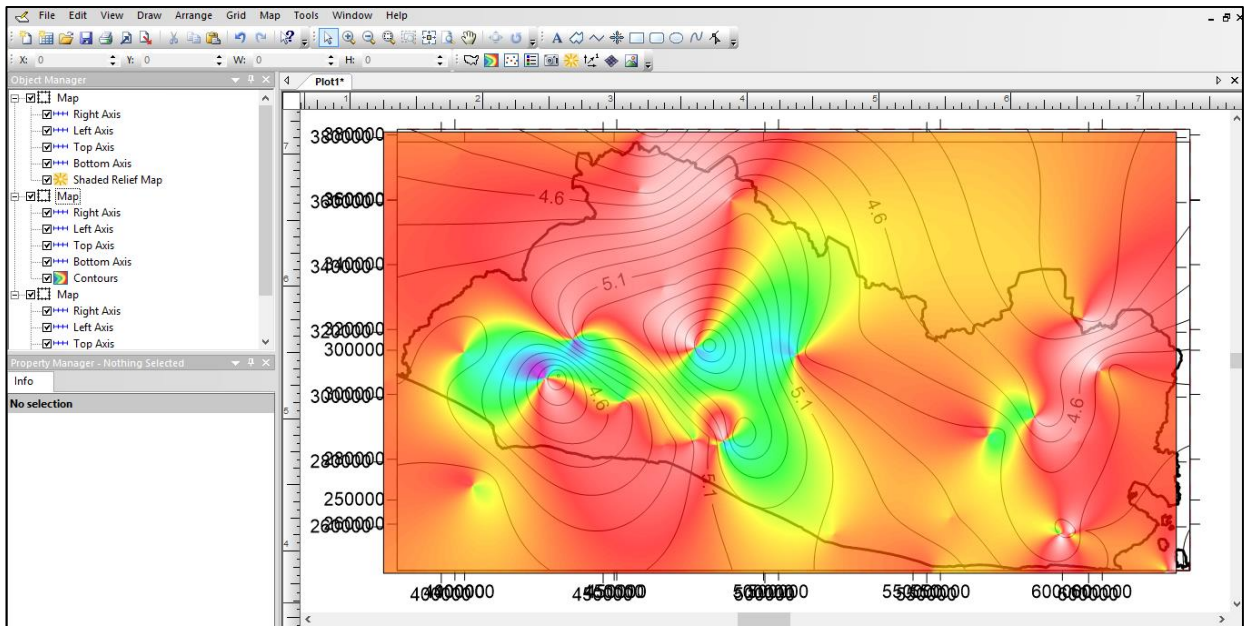 File Edit View Draw Arrange Grid Map Tools Window Help
X: 0 Y: 0 W: 0 H: 0
Object Manager
Map
Right Axis
Left Axis
Top Axis
Bottom Axis
Shaded Relief Map
Map
Right Axis
Left Axis
Top Axis
Bottom Axis
Contours
Map
Right Axis
Left Axis
Top Axis
Property Manager - Nothing Selected
Info
No selection
Plot1*
1 2 3 4 5 6 7
7
6
5
4
300000
250000
4.6
4.6
5.1
4.6
5.1
4.6
5.1